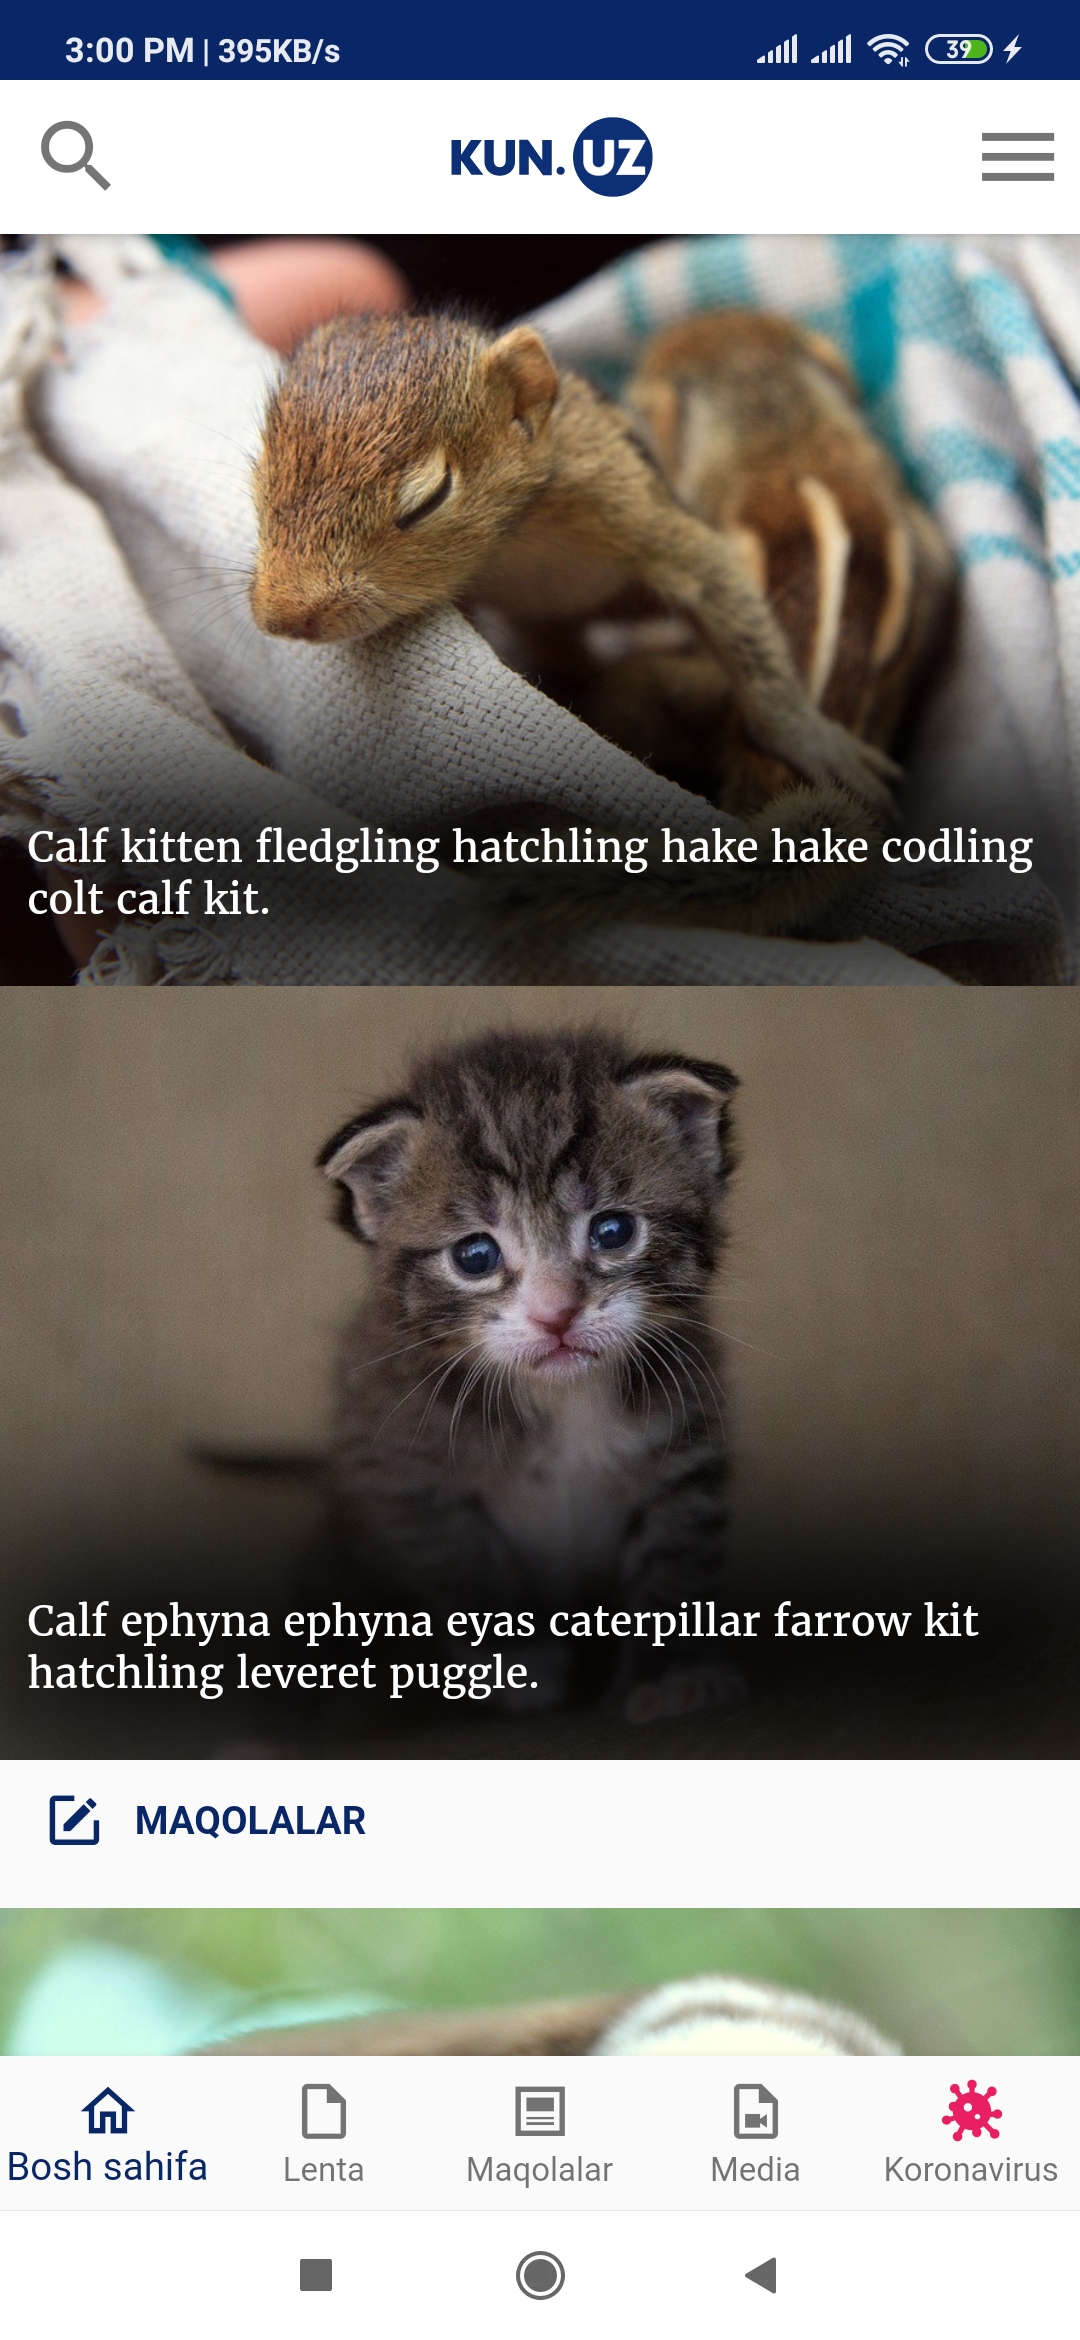 3:00 PM | 395KB/s
39
KUN.UZ
Calf kitten fledgling hatchling hake hake codling
colt calf kit.
Calf ephyna ephyna eyas caterpillar farrow kit
hatchling leveret puggle.
MAQOLALAR
Bosh sahifa
Lenta
Maqolalar
Media
Koronavirus